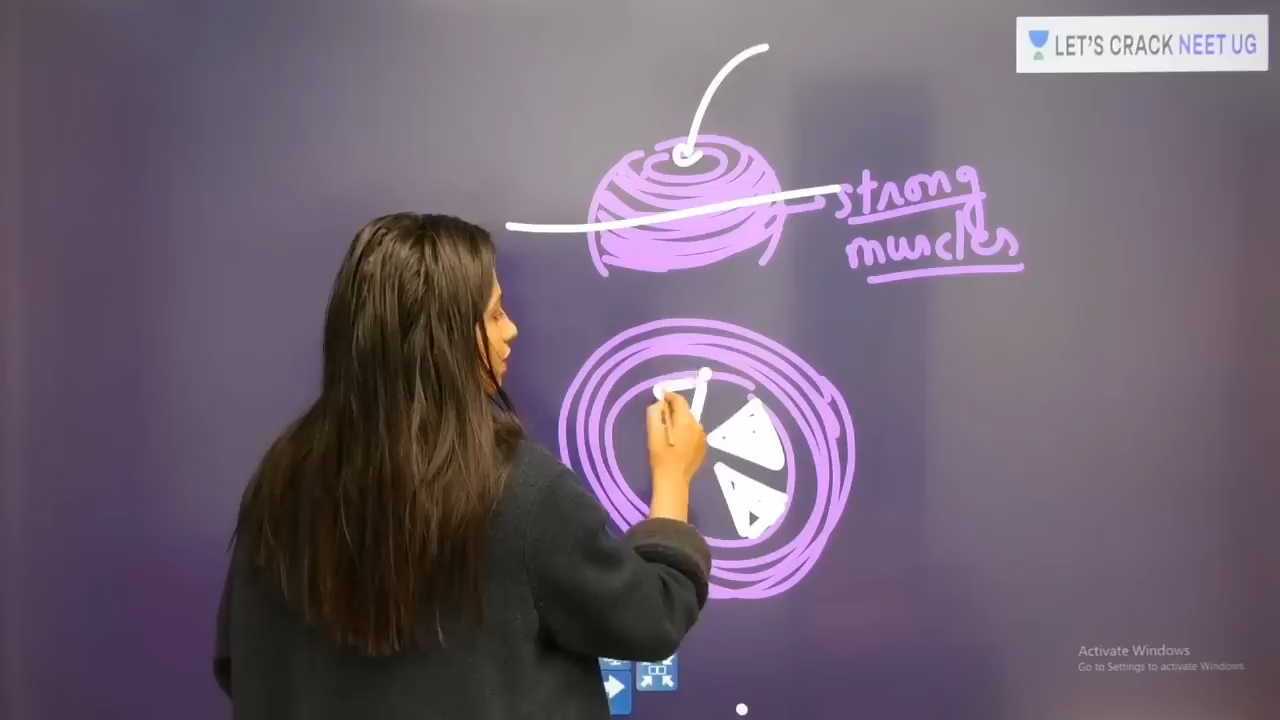 LET'S CRACK NEET UG
strong
muscles
Activate Windows
Go to Settings to activate Windows.